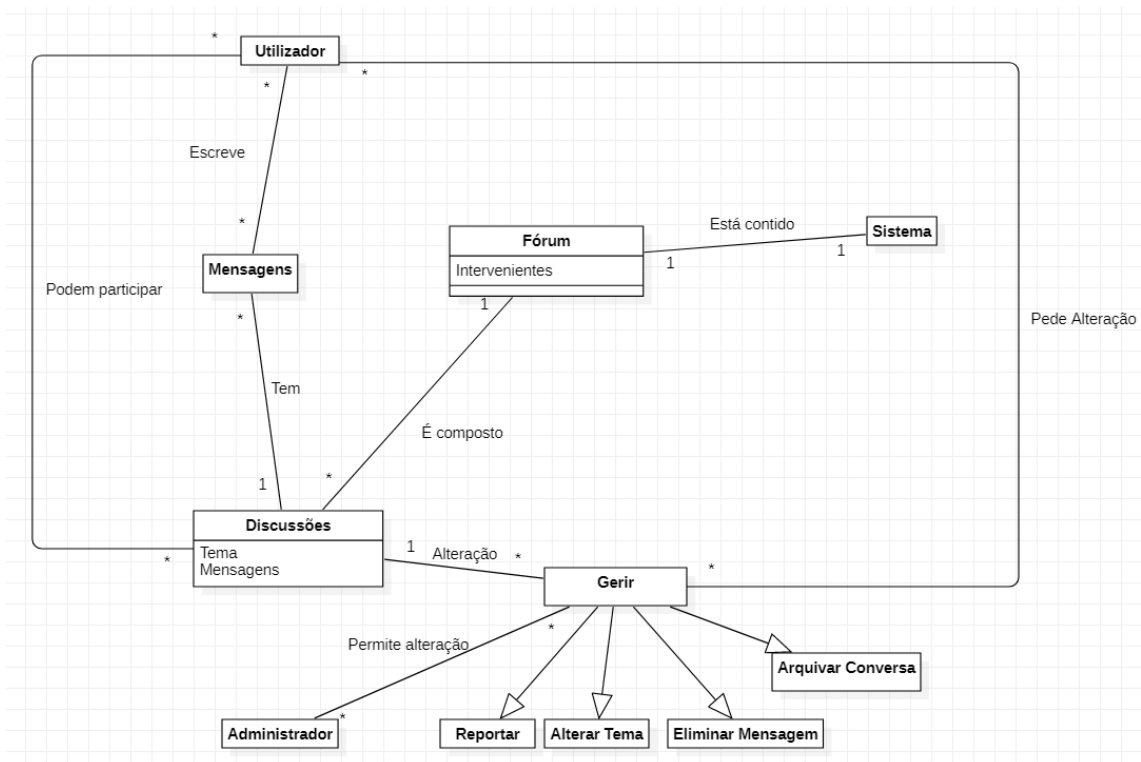 *
Utilizador
*
*
Escreve
*
Mensagens
*
Podem participar
Tem
1
*
Fórum
Intervenientes
1
Está contido
1
1
Sistema
É composto
*
Pede Alteração
Discussões
Tema
Mensagens
*
1
Alteração
*
Gerir
*
Permite alteração
*
*
Administrador
Reportar
Alterar Tema
Eliminar Mensagem
Arquivar Conversa